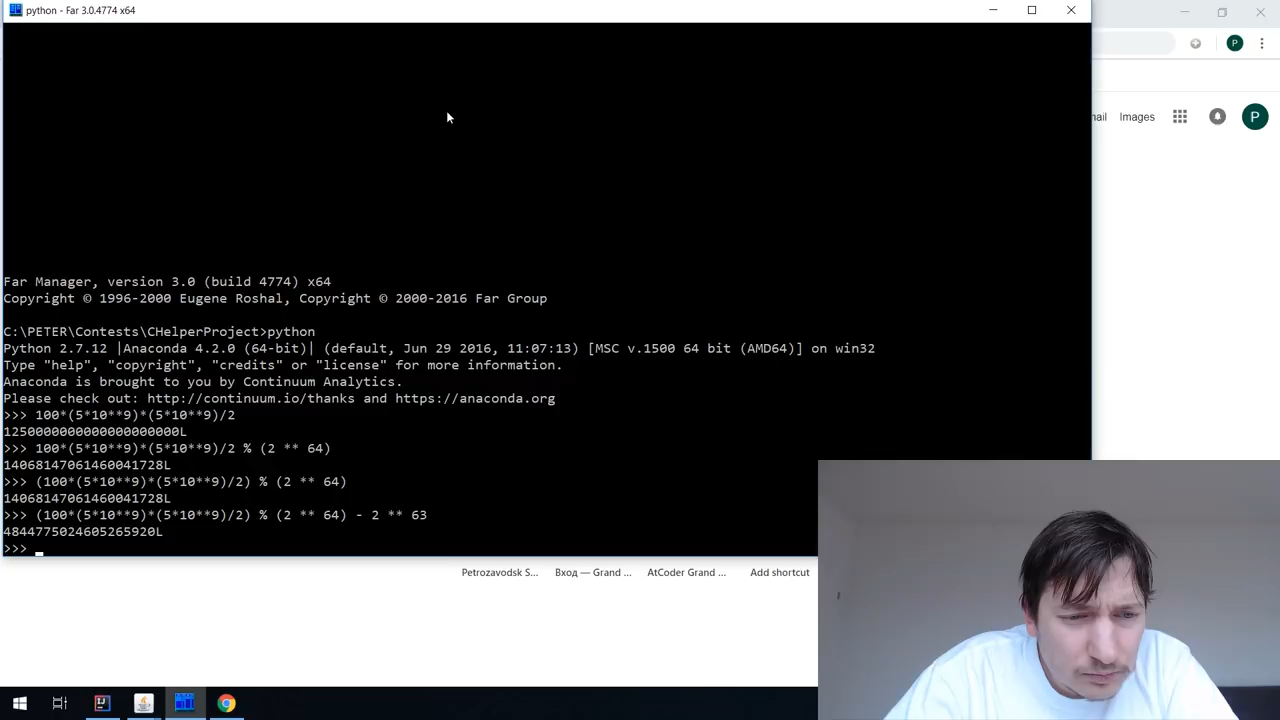 python - Far 3.0.4774 x64
P
mail Images P
Far Manager, version 3.0 (build 4774) x64
Copyright © 1996-2000 Eugene Roshal, Copyright © 2000-2016 Far Group
C:\PETER\Contests\CHelperProject>python
Python 2.7.12 |Anaconda 4.2.0 (64-bit)| (default, Jun 29 2016, 11:07:13) [MSC v.1500 64 bit (AMD64)] on win32
Type "help", "copyright", "credits" or "license" for more information.
Anaconda is brought to you by Continuum Analytics.
Please check out: http://continuum.io/thanks and https://anaconda.org
>>> 100*(5*10**9)*(5*10**9)/2
1250000000000000000000L
>>> 100*(5*10**9)*(5*10**9)/2 % (2 ** 64)
14068147061460041728L
>>> (100*(5*10**9)*(5*10**9)/2) % (2 ** 64)
14068147061460041728L
>>> (100*(5*10**9)*(5*10**9)/2) % (2 ** 64) - 2 ** 63
4844775024605265920L
>>>
Petrozavodsk S... Вход — Grand ... AtCoder Grand ... Add shortcut